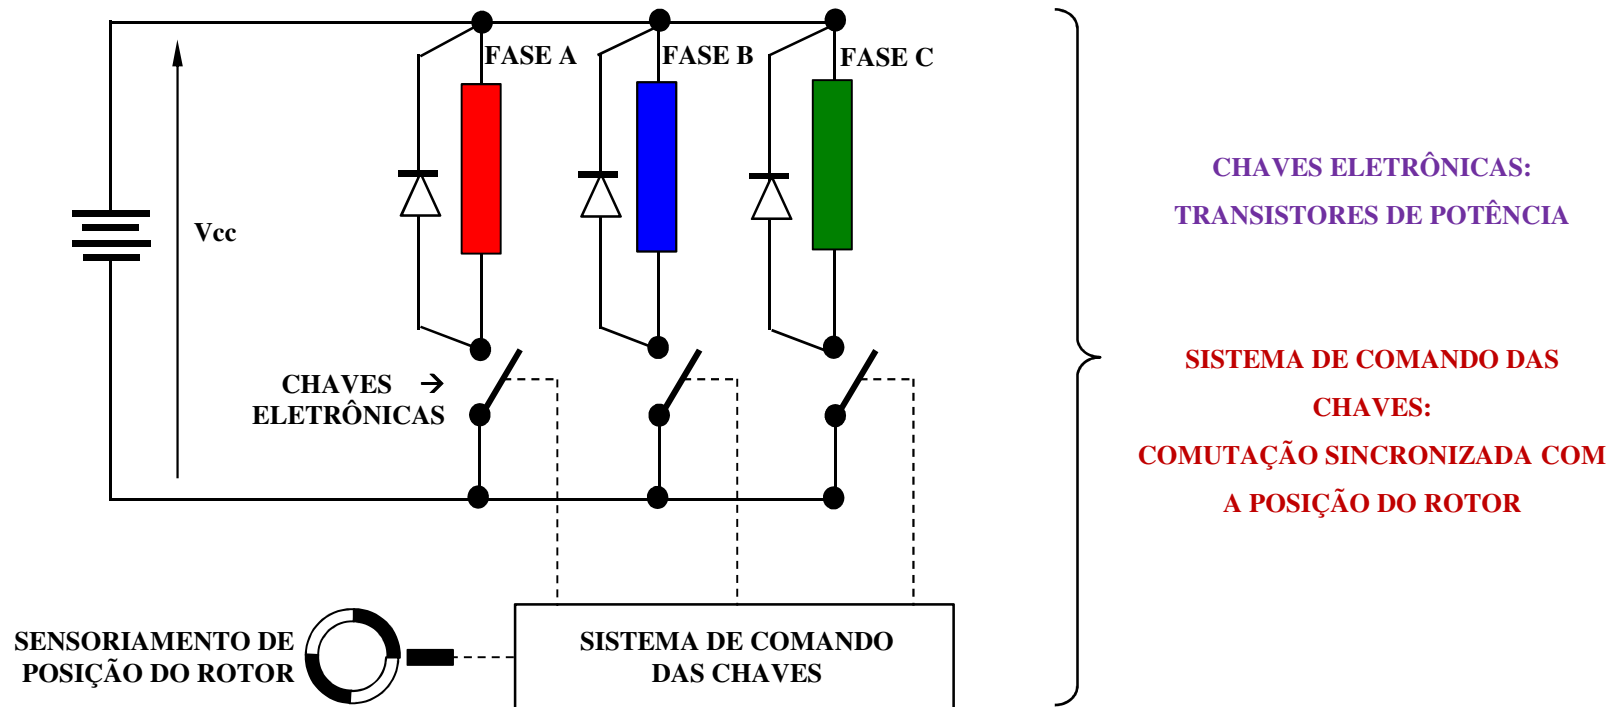 FASE A
FASE B
FASE C
Vcc
CHAVES →
ELETRÔNICAS
SENSORIAMENTO DE
POSIÇÃO DO ROTOR
SISTEMA DE COMANDO
DAS CHAVES
CHAVES ELETRÔNICAS:
TRANSISTORES DE POTÊNCIA
SISTEMA DE COMANDO DAS
CHAVES:
COMUTAÇÃO SINCRONIZADA COM
A POSIÇÃO DO ROTOR